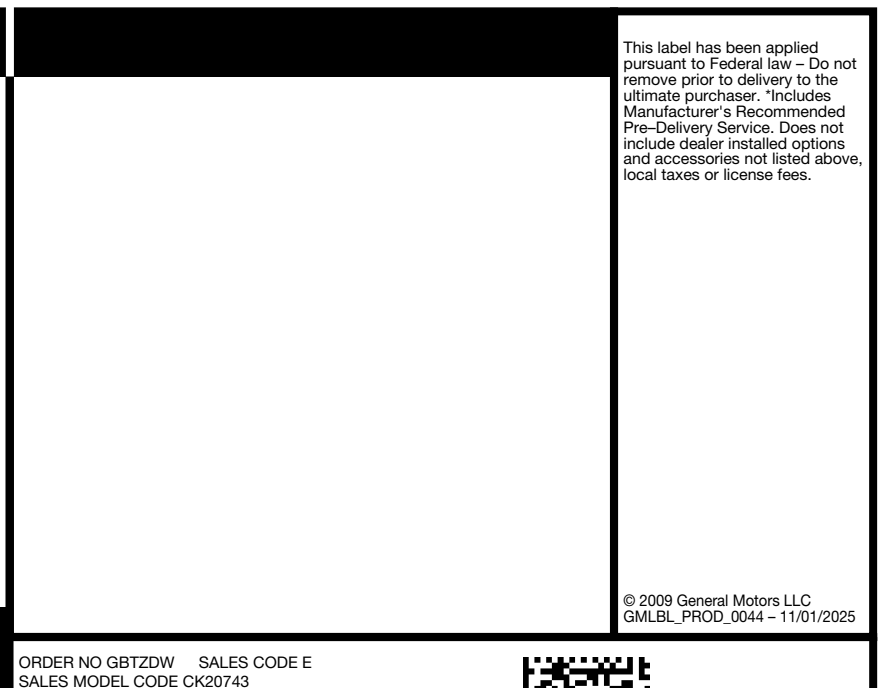 This label has been applied
pursuant to Federal law – Do not
remove prior to delivery to the
ultimate purchaser. *Includes
Manufacturer's Recommended
Pre–Delivery Service. Does not
include dealer installed options
and accessories not listed above,
local taxes or license fees.
© 2009 General Motors LLC
GMLBL_PROD_0044 – 11/01/2025
ORDER NO GBTZDW SALES CODE E
SALES MODEL CODE CK20743